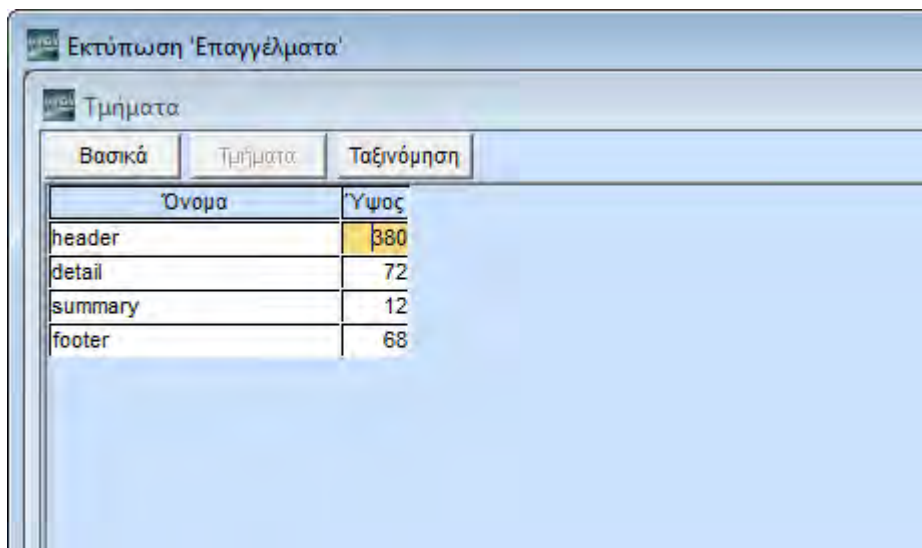 Εκτύπωση 'Επαγγέλματα'
Τμήματα
Βασικά Τμήματα Ταξινόμηση
Όνομα Ύψος
header 380
detail 72
summary 12
footer 68